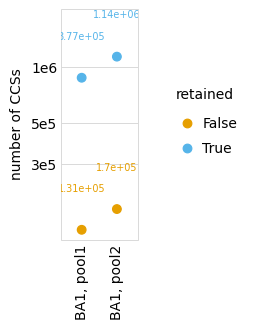 1.14e+06
8.77e+05
1e6
5e5
3e5
1.7e+05
1.31e+05
number of CCSs
BA1, pool1
BA1, pool2
retained
False
True